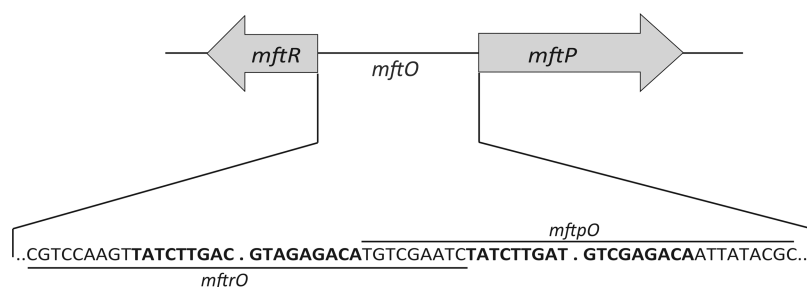 mftR
mftO
mftP
mftpO
..CGTCCAAGTTATCTTGAC . GTAGAGACATGTCGAATCTATCTTGAT . GTCGAGACAATTATACGC..
mftrO